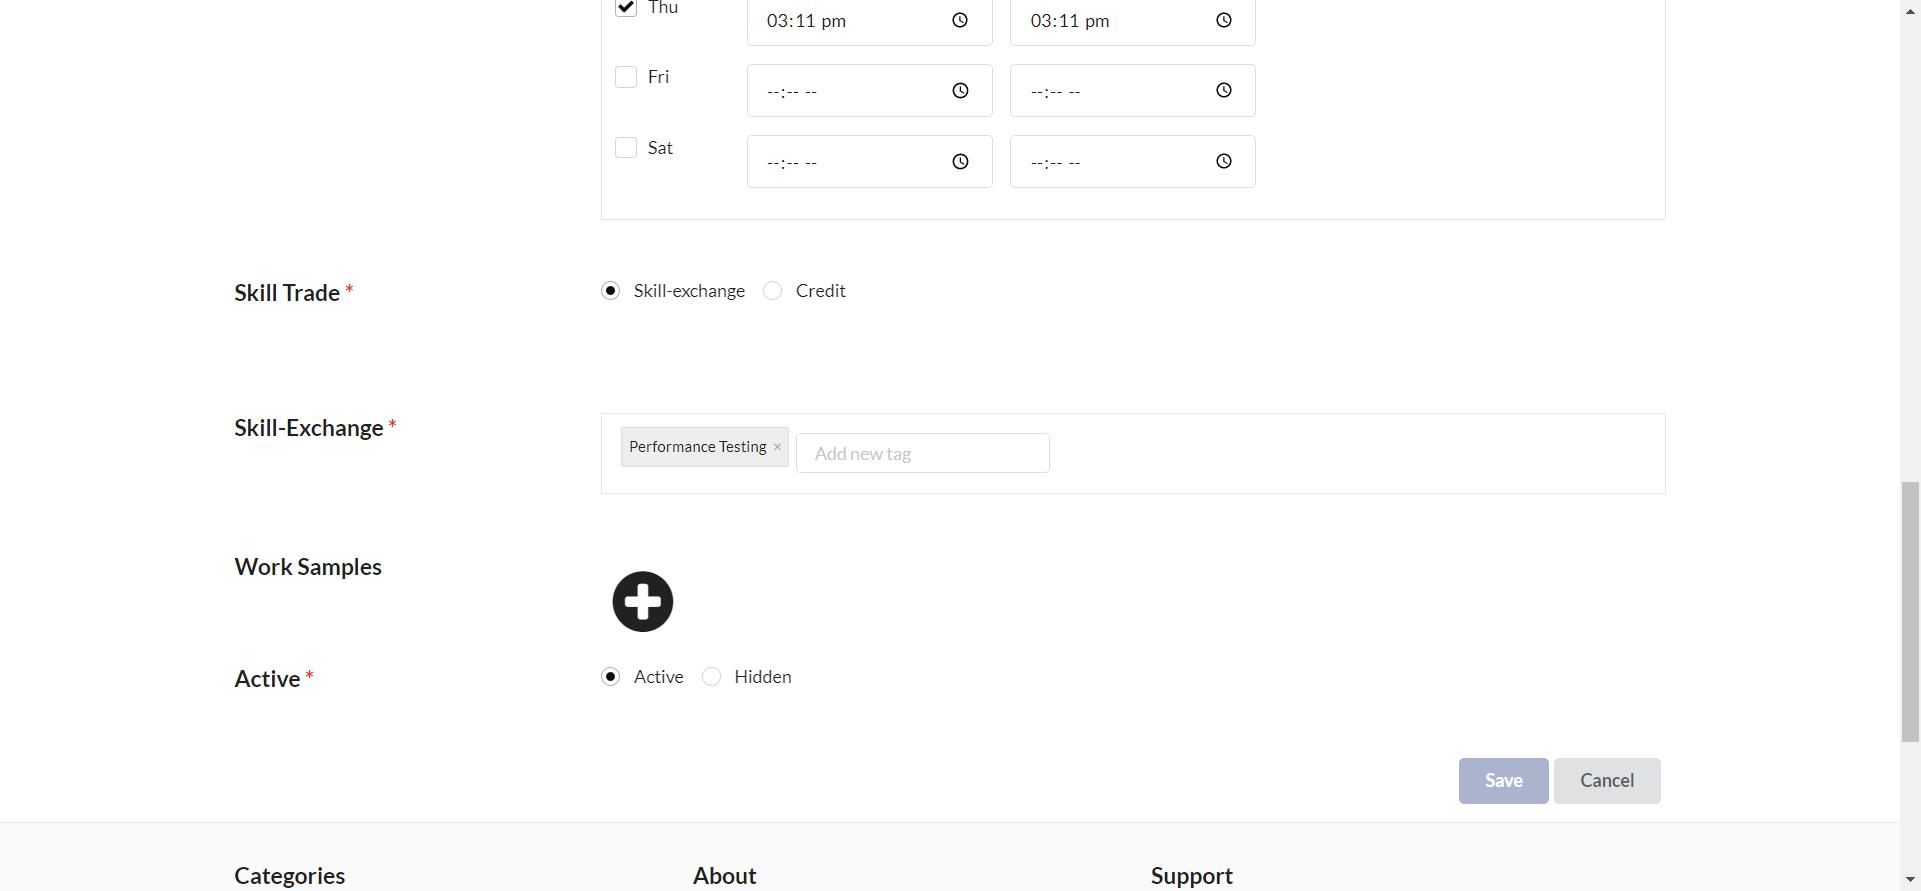 Thu 03:11 pm 03:11 pm
Fri --:-- -- --:-- --
Sat --:-- -- --:-- --
Skill Trade * Skill-exchange Credit
Skill-Exchange * Performance Testing × Add new tag
Work Samples
Active * Active Hidden
Save Cancel
Categories About Support